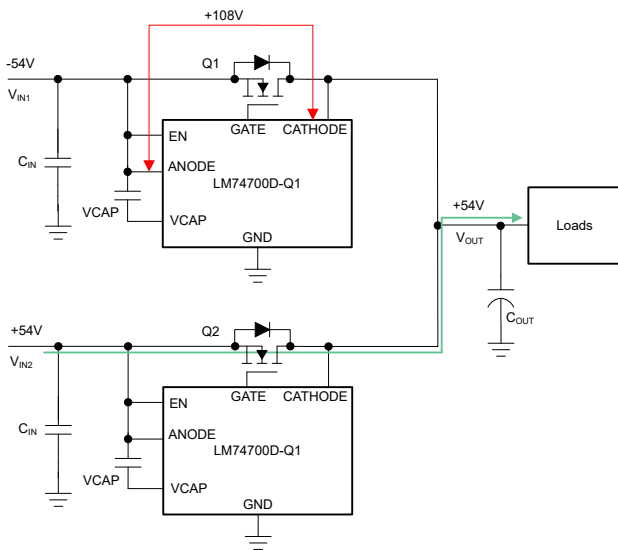 +108V
-54V
Q1
VIN1
GATE
CATHODE
EN
ANODE
CIN
LM74700D-Q1
VCAP
VCAP
GND
+54V
VOUT
Loads
COUT
+54V
Q2
VIN2
GATE
CATHODE
EN
ANODE
CIN
LM74700D-Q1
VCAP
VCAP
GND